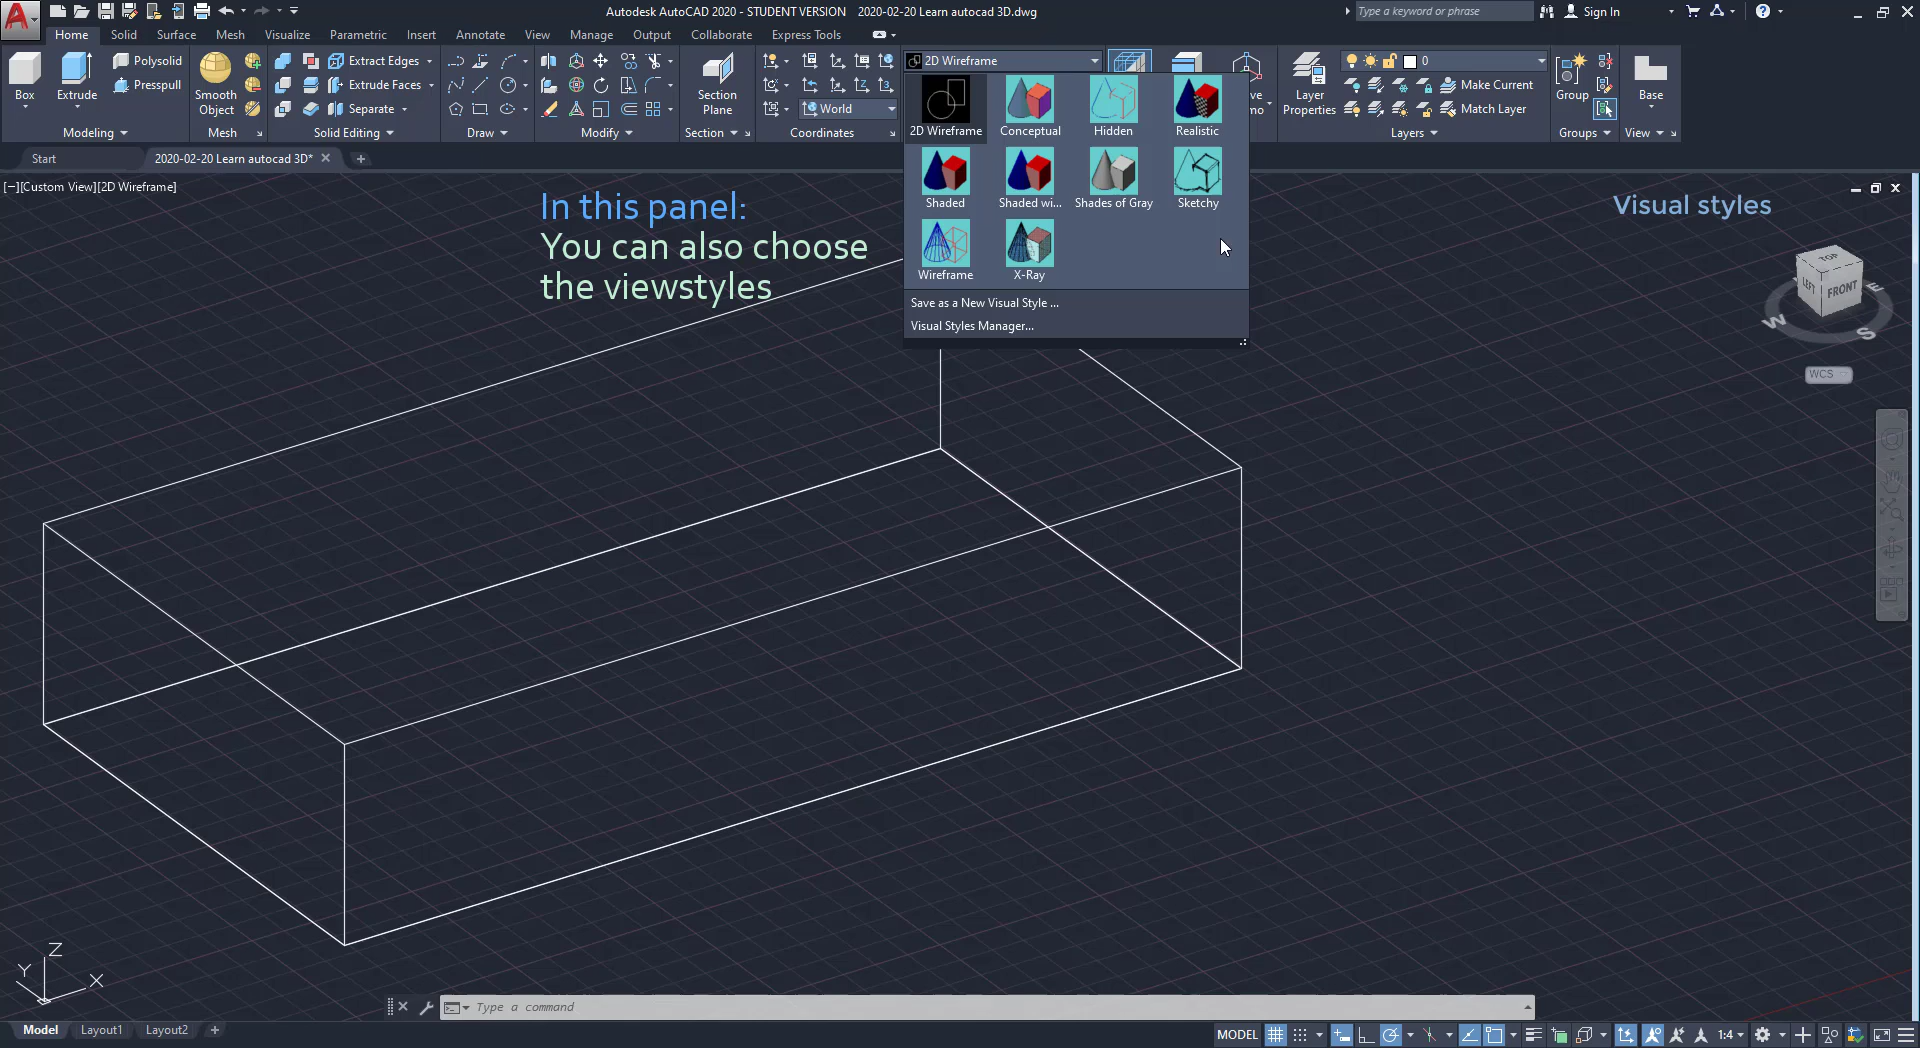 Autodesk AutoCAD 2020 - STUDENT VERSION 2020-02-20 Learn autocad 3D.dwg
Type a keyword or phrase
Sign In
Home Solid Surface Mesh Visualize Parametric Insert Annotate View Manage Output Collaborate Express Tools
Box
Extrude
Polysolid
Presspull
Modeling
Smooth
Object
Mesh
Extract Edges
Extrude Faces
Separate
Solid Editing
Draw
Modify
Section
Plane
Section
World
Coordinates
2D Wireframe
2D Wireframe Conceptual Hidden Realistic
Shaded Shaded wi... Shades of Gray Sketchy
Wireframe X-Ray
Save as a New Visual Style ...
Visual Styles Manager...
Layer
Properties
0
Make Current
Match Layer
Layers
Group
Groups
Base
View
Start
2020-02-20 Learn autocad 3D*
[−][Custom View][2D Wireframe]
In this panel:
You can also choose
the viewstyles
Visual styles
TOP
LEFT
FRONT
W
S
E
WCS
Z
Y
X
Type a command
Model Layout1 Layout2
MODEL
1:4